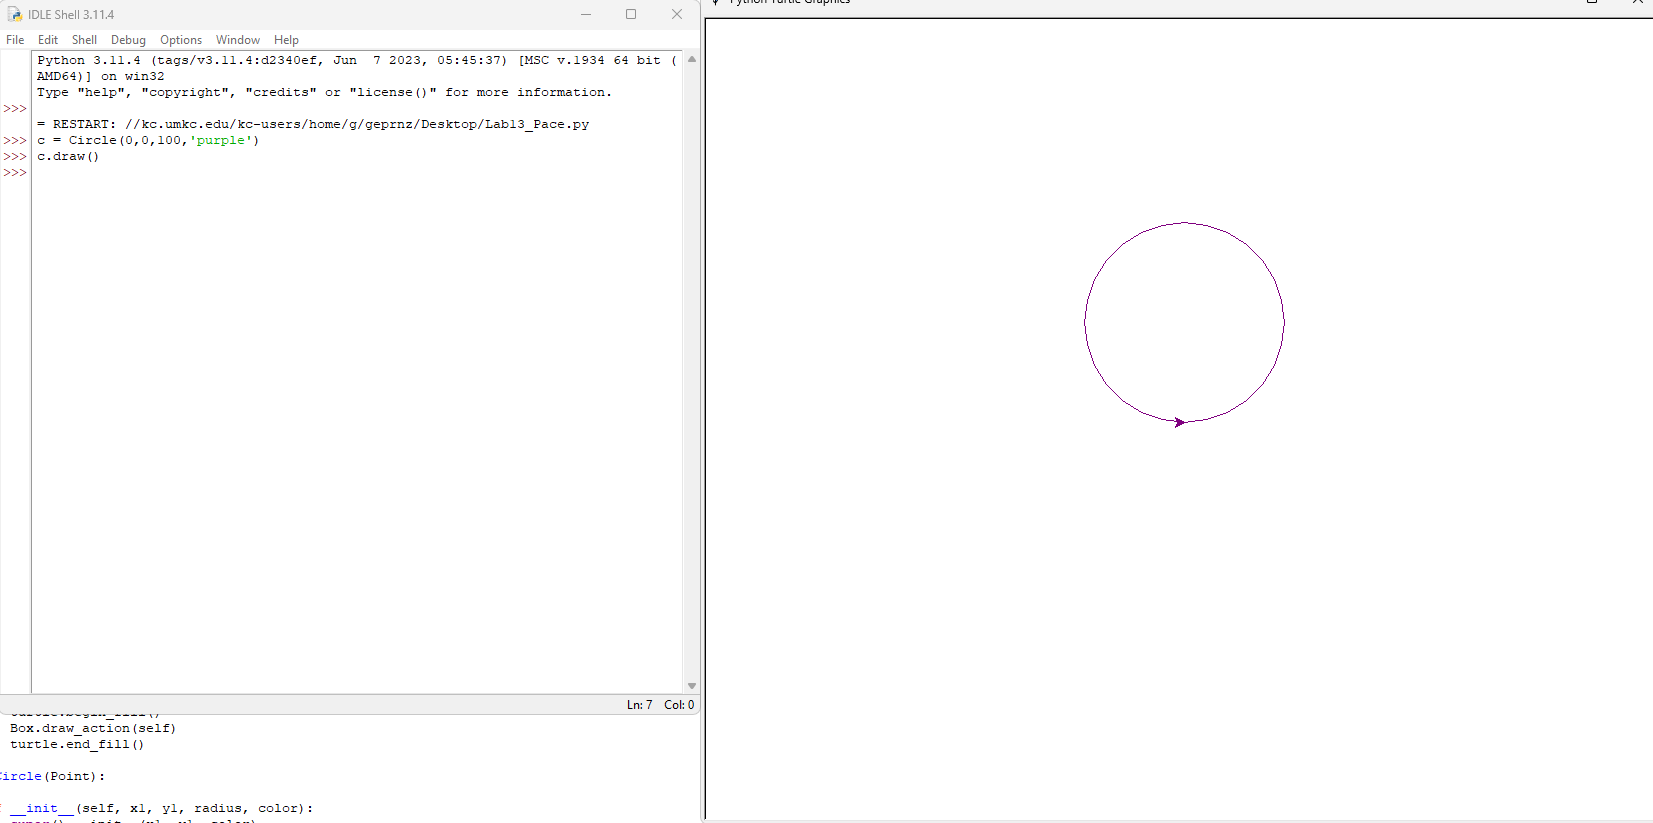 IDLE Shell 3.11.4
File Edit Shell Debug Options Window Help
Python 3.11.4 (tags/v3.11.4:d2340ef, Jun  7 2023, 05:45:37) [MSC v.1934 64 bit (
AMD64)] on win32
Type "help", "copyright", "credits" or "license()" for more information.
>>>
= RESTART: //kc.umkc.edu/kc-users/home/g/geprnz/Desktop/Lab13_Pace.py
>>> c = Circle(0,0,100,'purple')
>>> c.draw()
>>>
Ln: 7 Col: 0
turtle.begin_fill()
Box.draw_action(self)
turtle.end_fill()
Circle(Point):
__init__(self, x1, y1, radius, color):
Python Turtle Graphics